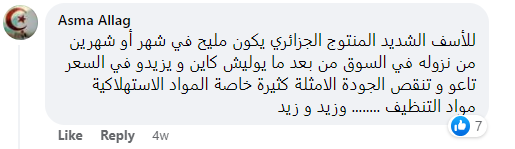 Asma Allag
للأسف الشديد المنتوج الجزائري يكون مليح في شهر أو شهرين
من نزوله في السوق من بعد ما يوليش كاين و يزيدو في السعر
تاعو و تنقص الجودة الامثلة كثيرة خاصة المواد الاستهلاكية
مواد التنظيف ........ وزيد و زيد
7
Like Reply 4w